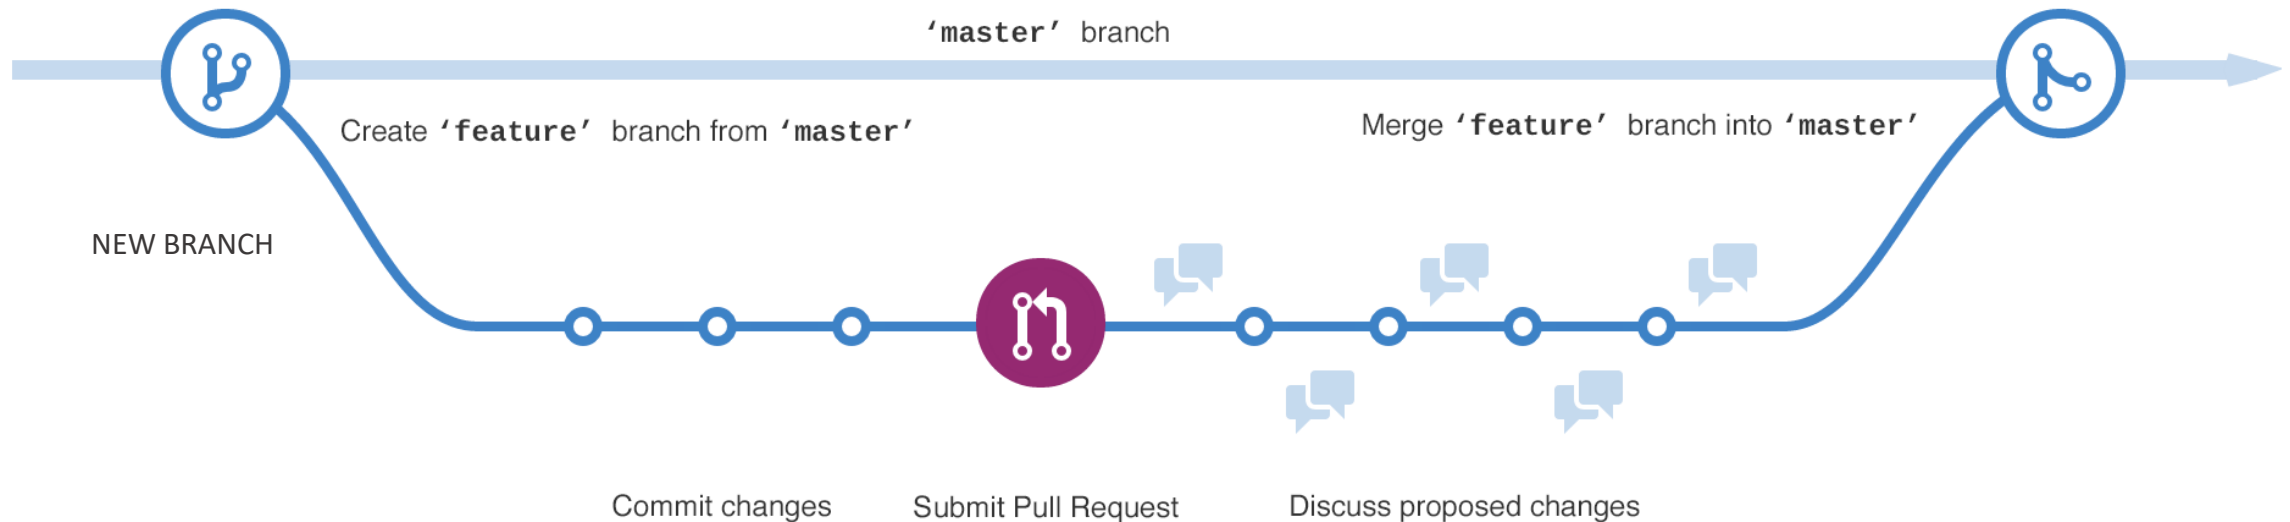 ‘master’ branch
Create ‘feature’ branch from ‘master’
Merge ‘feature’ branch into ‘master’
NEW BRANCH
Commit changes
Submit Pull Request
Discuss proposed changes